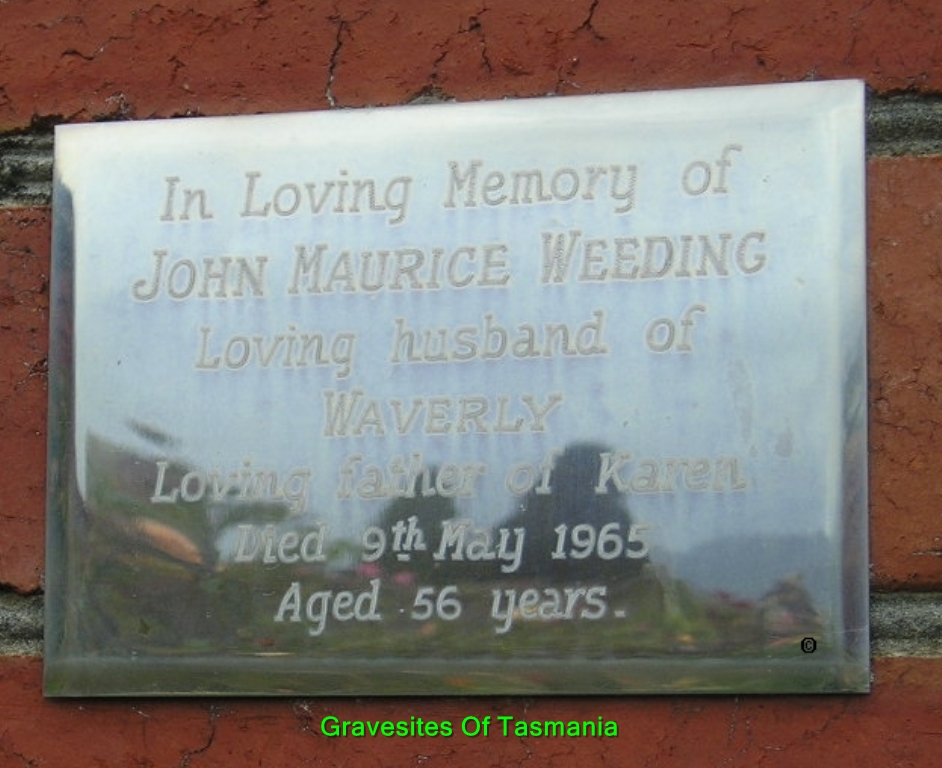 In Loving Memory of
JOHN MAURICE WEEDING
Loving husband of
WAVERLY
Loving father of Karen
Died 9th May 1965
Aged 56 years.
©
Gravesites Of Tasmania